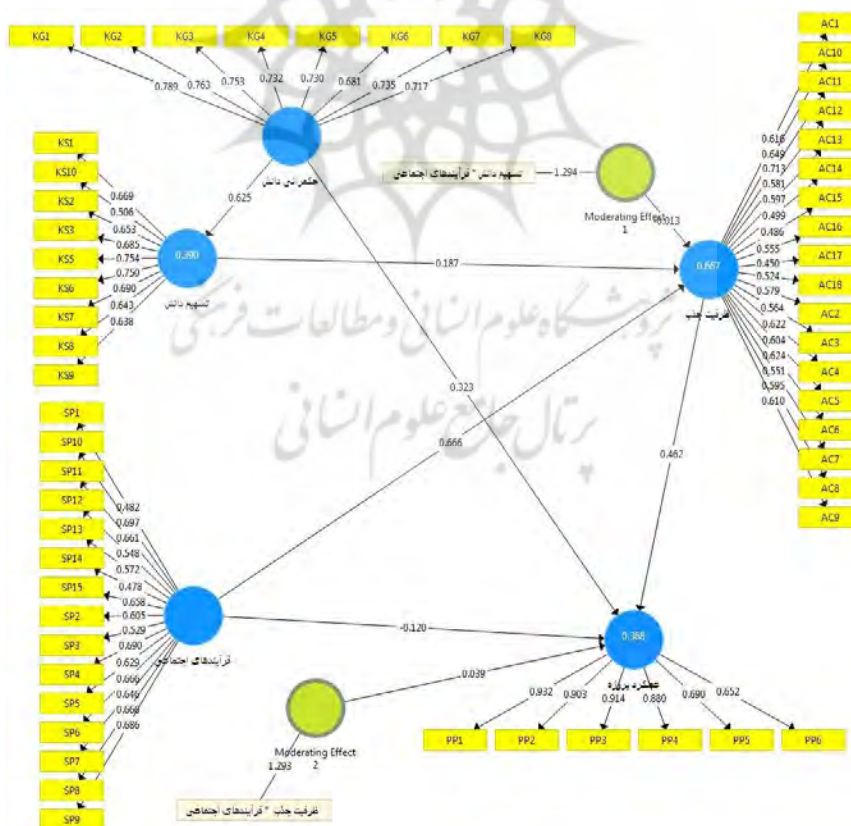 KG1 KG2 KG3 KG4 KG5 KG6 KG7 KG8
0.789 0.763 0.753 0.732 0.730 0.681 0.735 0.717
حکمرانی دانش
KS1
KS10
KS2
KS3
KS5
KS6
KS7
KS8
KS9
0.669
0.506
0.653
0.685
0.754
0.750
0.690
0.643
0.638
0.625
0.390
تسهیم دانش
تسهیم دانش * فرآیندهای اجتماعی
1.294
Moderating Effect
1
-0.013
0.187
0.667
ظرفیت جذب
AC1
AC10
AC11
AC12
AC13
AC14
AC15
AC16
AC17
AC18
AC2
AC3
AC4
AC5
AC6
AC7
AC8
AC9
0.616
0.649
0.713
0.581
0.597
0.499
0.486
0.555
0.450
0.524
0.579
0.564
0.622
0.604
0.624
0.551
0.595
0.610
پژوهشگاه علوم انسانی و مطالعات فرهنگی
پرتال جامع علوم انسانی
0.323
0.666
0.462
SP1
SP10
SP11
SP12
SP13
SP14
SP15
SP2
SP3
SP4
SP5
SP6
SP7
SP8
SP9
0.482
0.697
0.661
0.548
0.572
0.478
0.658
0.605
0.529
0.690
0.629
0.666
0.646
0.668
0.686
فرآیندهای اجتماعی
-0.120
0.039
0.368
عملکرد پروژه
0.932 0.903 0.914 0.880 0.690 0.652
PP1 PP2 PP3 PP4 PP5 PP6
Moderating Effect
2
1.293
ظرفیت جذب * فرآیندهای اجتماعی